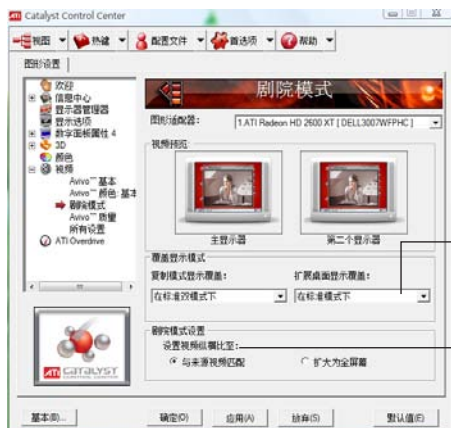 ATI Catalyst Control Center
视图
热键
配置文件
首选项
帮助
图形设置
欢迎
信息中心
显示器管理器
显示选项
数字面板属性 4
3D
颜色
视频
Avivo™ 基本
Avivo™ 颜色: 基本
剧院模式
Avivo™ 质量
所有设置
ATI Overdrive
ATI CATALYST
CONTROL CENTER
剧院模式
图形适配器:
1.ATI Radeon HD 2600 XT [ DELL3007WFPHC ]
视频预览
主显示器
第二个显示器
覆盖显示模式
复制模式显示覆盖:
扩展桌面显示覆盖:
在标准双模式下
在标准模式下
剧院模式设置
设置视频纵横比至:
与来源视频匹配
扩大为全屏幕
基本(B)...
确定(O)
应用(A)
放弃(S)
默认值(E)